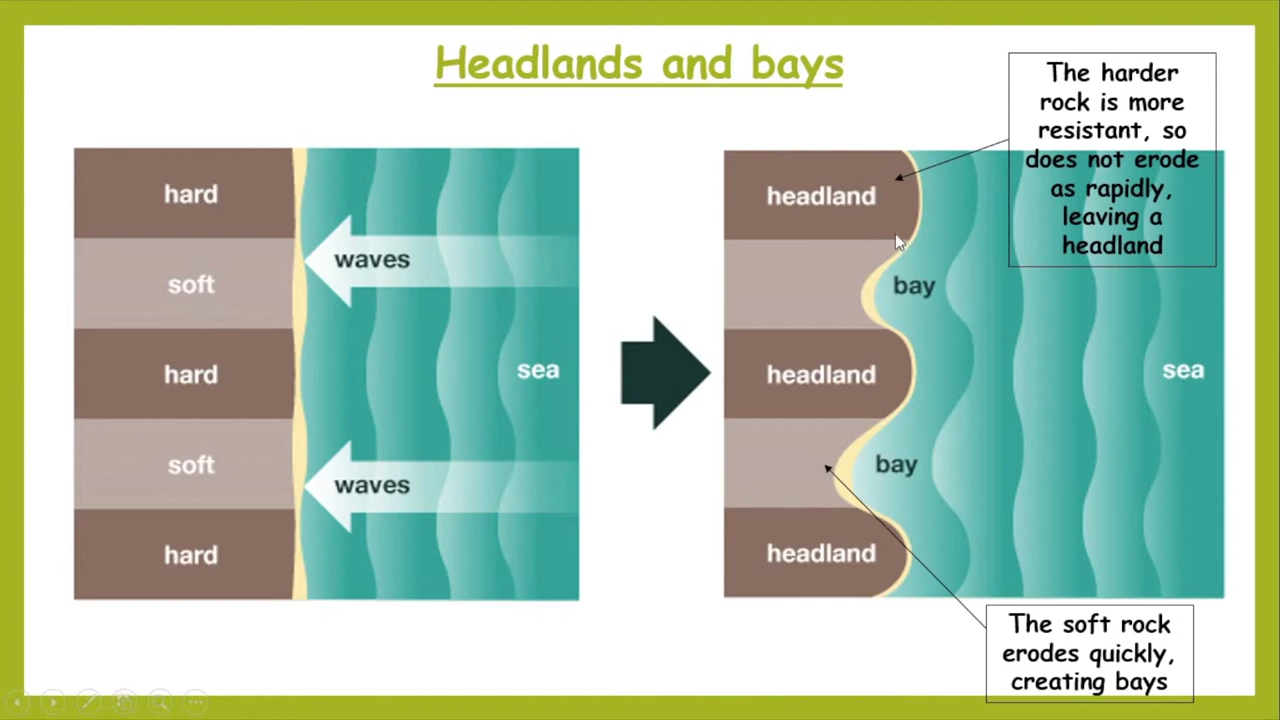 Headlands and bays
hard
soft
hard
soft
hard
waves
waves
sea
headland
bay
headland
bay
headland
sea
The harder
rock is more
resistant, so
does not erode
as rapidly,
leaving a
headland
The soft rock
erodes quickly,
creating bays